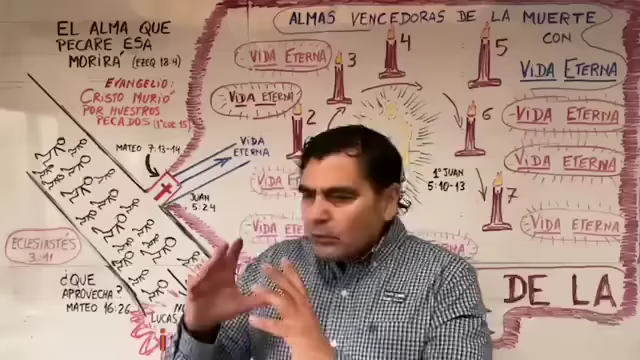 EL ALMA QUE
PECARE ESA
MORIRÁ (EZEQ 18:4)
EVANGELIO:
CRISTO MURIÓ
POR NUESTROS
PECADOS (1ª COR 15)
MATEO 7:13-14
VIDA
ETERNA
JUAN
5:24
ECLESIASTÉS
3:11
¿QUE
APROVECHA?
MATEO 16:26
LUCAS
ALMAS VENCEDORAS DE LA MUERTE
CON
VIDA ETERNA
VIDA ETERNA
VIDA ETERNA
VIDA ETERNA
VIDA ETERNA
VIDA ETERNA
2
3
4
5
6
7
1º JUAN
5:10-13
DE LA